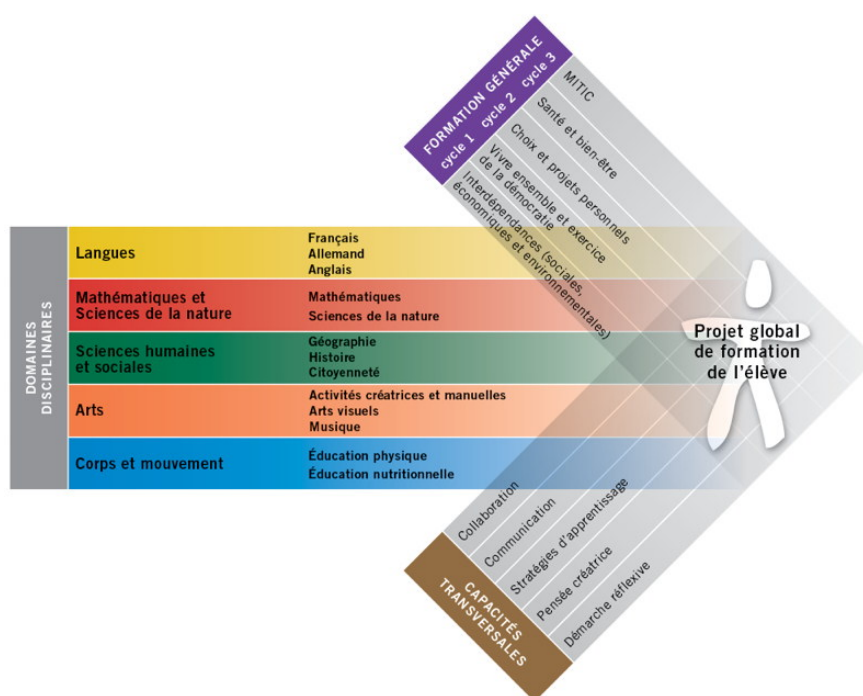 FORMATION GÉNÉRALE
cycle 1 cycle 2 cycle 3
MITIC
Santé et bien-être
Choix et projets personnels
Vivre ensemble et exercice
de la démocratie
Interdépendances (sociales,
économiques et environnementales)
DOMAINES
DISCIPLINAIRES
Langues
Français
Allemand
Anglais
Mathématiques et
Sciences de la nature
Mathématiques
Sciences de la nature
Sciences humaines
et sociales
Géographie
Histoire
Citoyenneté
Arts
Activités créatrices et manuelles
Arts visuels
Musique
Corps et mouvement
Éducation physique
Éducation nutritionnelle
Projet global
de formation
de l'élève
Collaboration
Communication
Stratégies d'apprentissage
Pensée créatrice
Démarche réflexive
CAPACITÉS
TRANSVERSALES